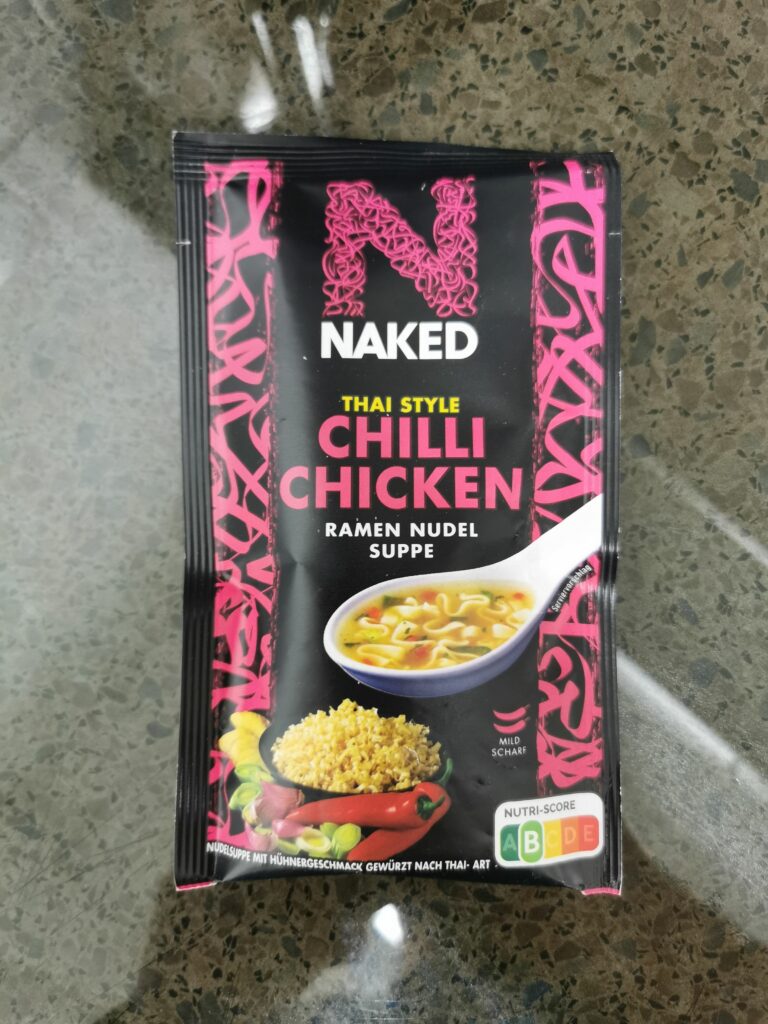 N
NAKED
THAI STYLE
CHILLI
CHICKEN
RAMEN NUDEL
SUPPE
Serviervorschlag
MILD
SCHARF
NUTRI-SCORE
A B C D E
NUDELSUPPE MIT HÜHNERGESCHMACK GEWÜRZT NACH THAI- ART